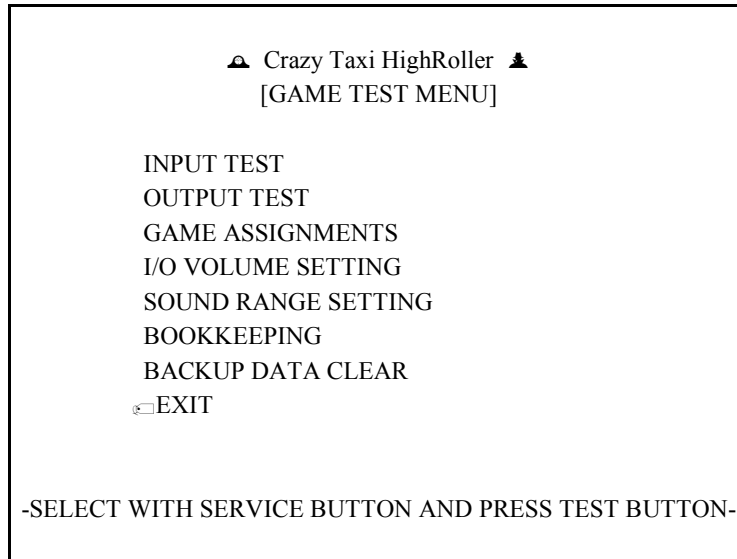 Crazy Taxi HighRoller
[GAME TEST MENU]
INPUT TEST
OUTPUT TEST
GAME ASSIGNMENTS
I/O VOLUME SETTING
SOUND RANGE SETTING
BOOKKEEPING
BACKUP DATA CLEAR
EXIT
-SELECT WITH SERVICE BUTTON AND PRESS TEST BUTTON-